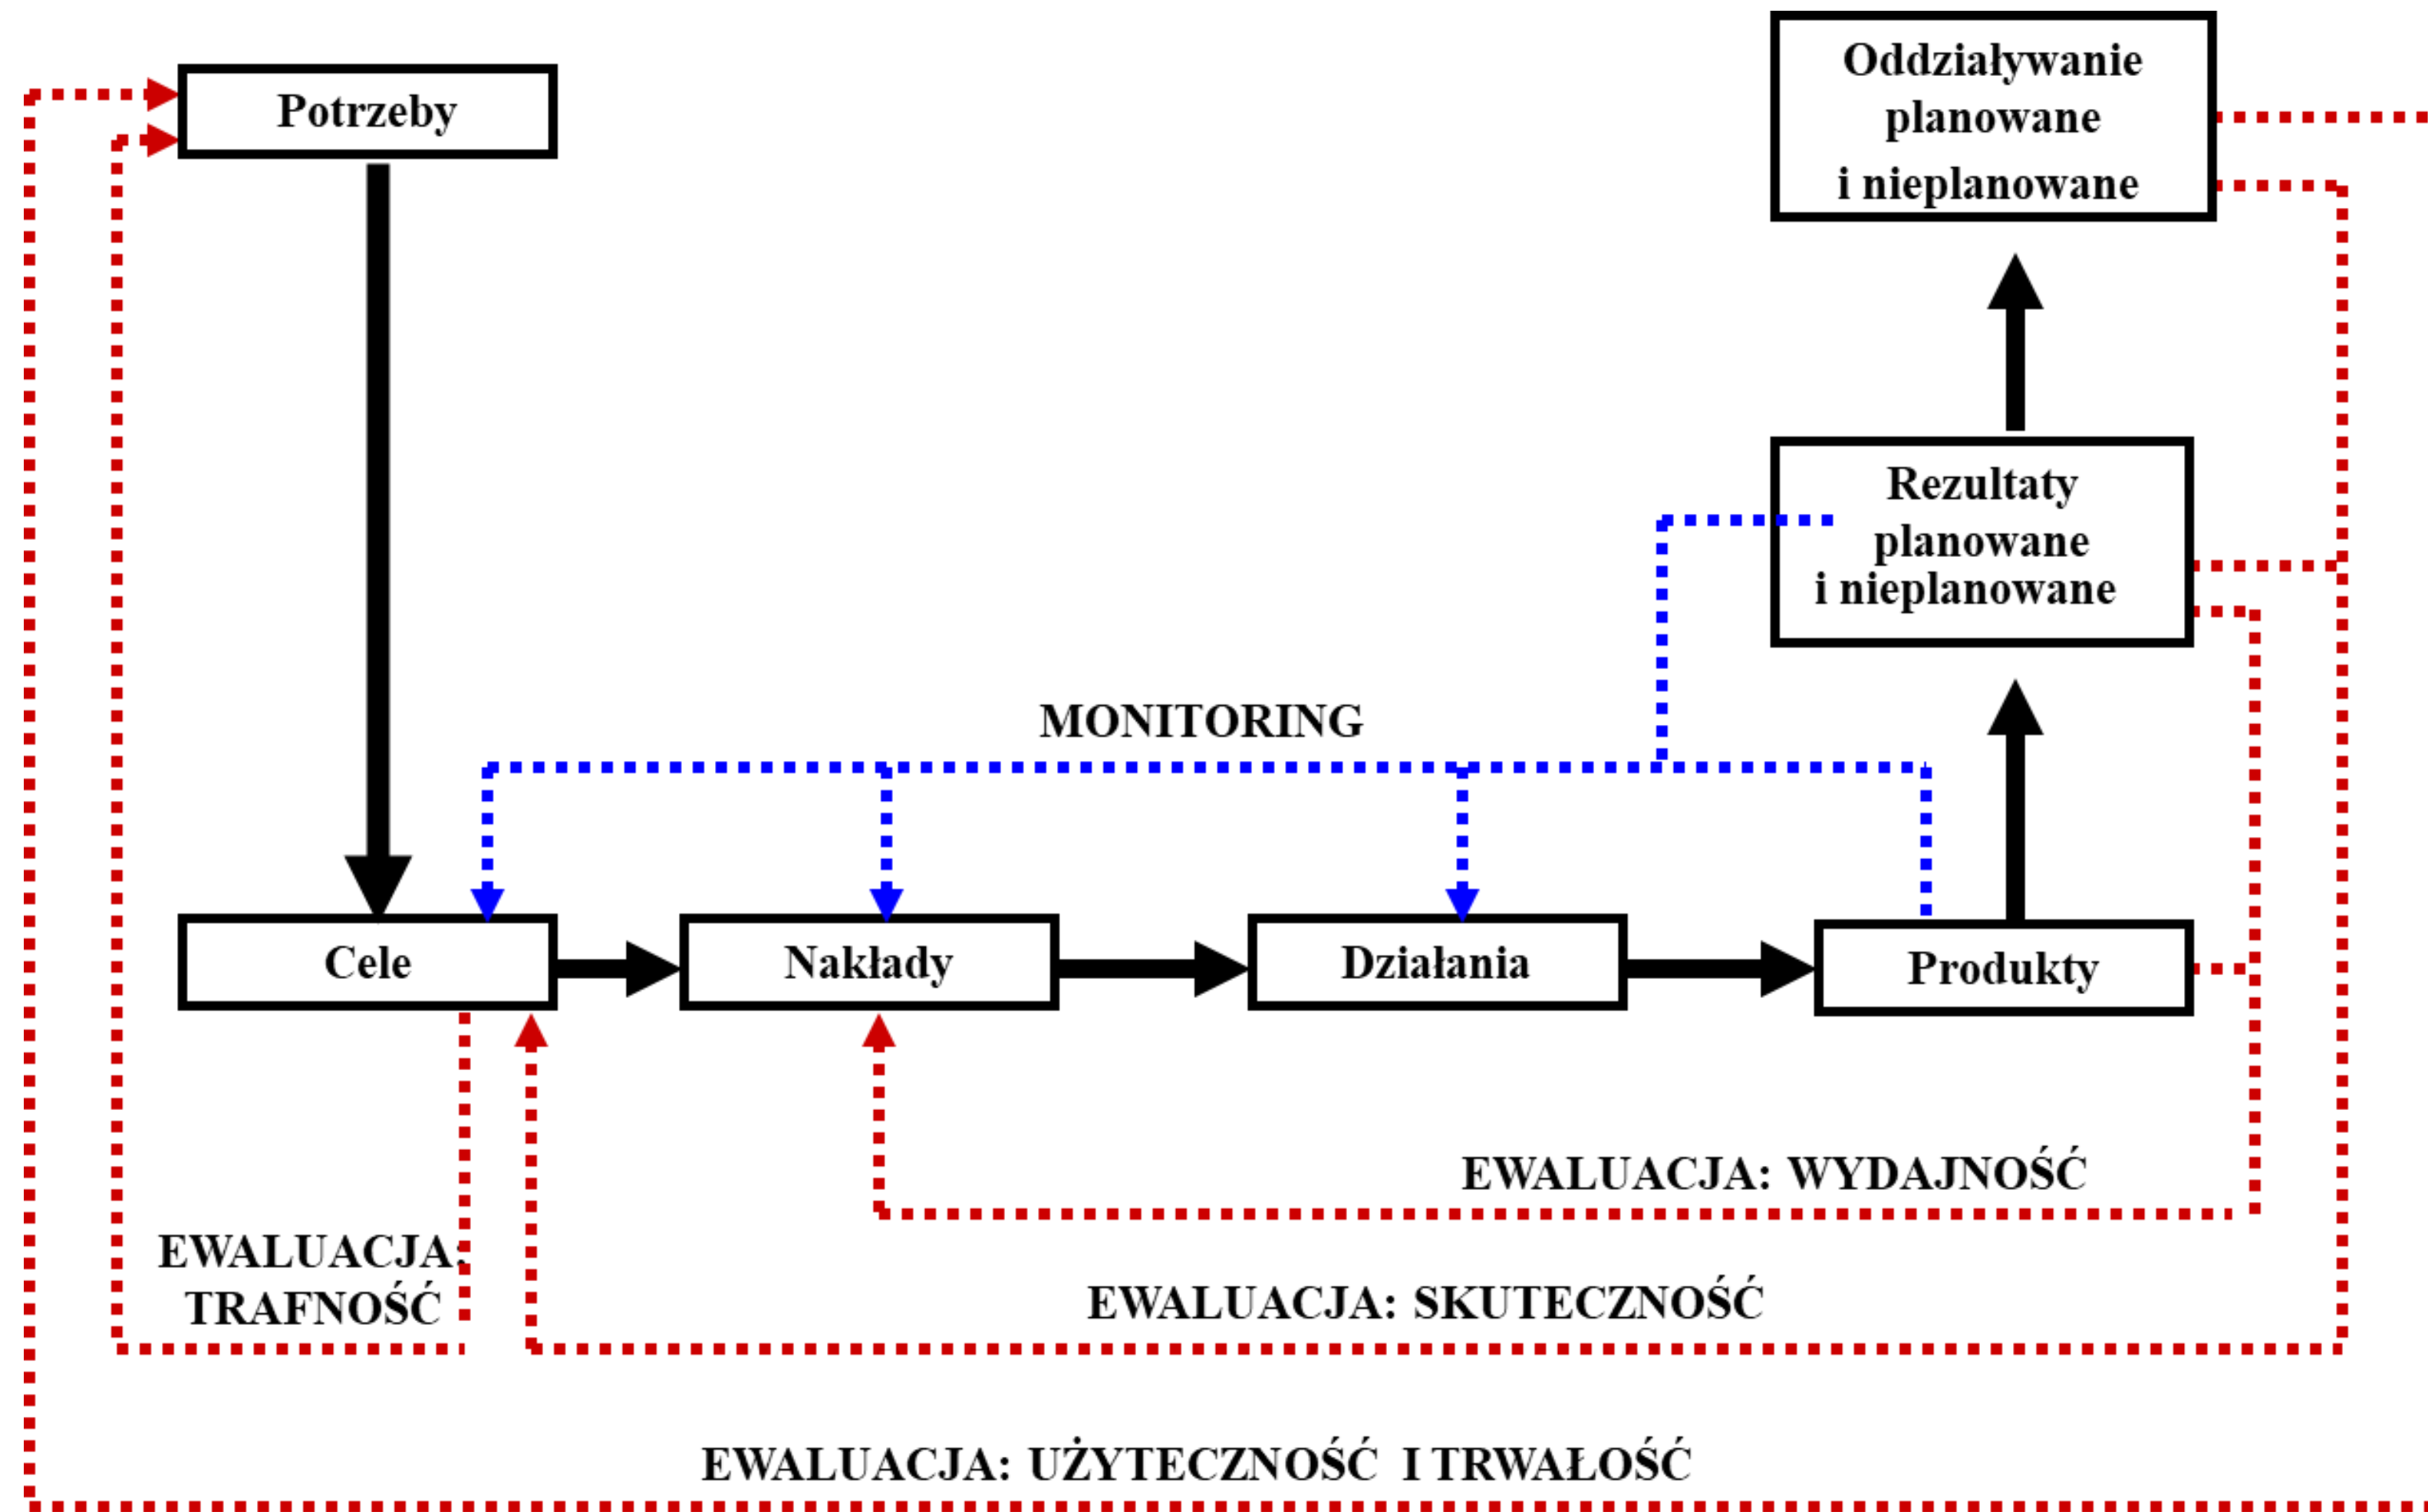 Oddziaływanie
planowane
i nieplanowane
Potrzeby
Rezultaty
planowane
i nieplanowane
MONITORING
Cele
Nakłady
Działania
Produkty
EWALUACJA: WYDAJNOŚĆ
EWALUACJA:
TRAFNOŚĆ
EWALUACJA: SKUTECZNOŚĆ
EWALUACJA: UŻYTECZNOŚĆ I TRWAŁOŚĆ